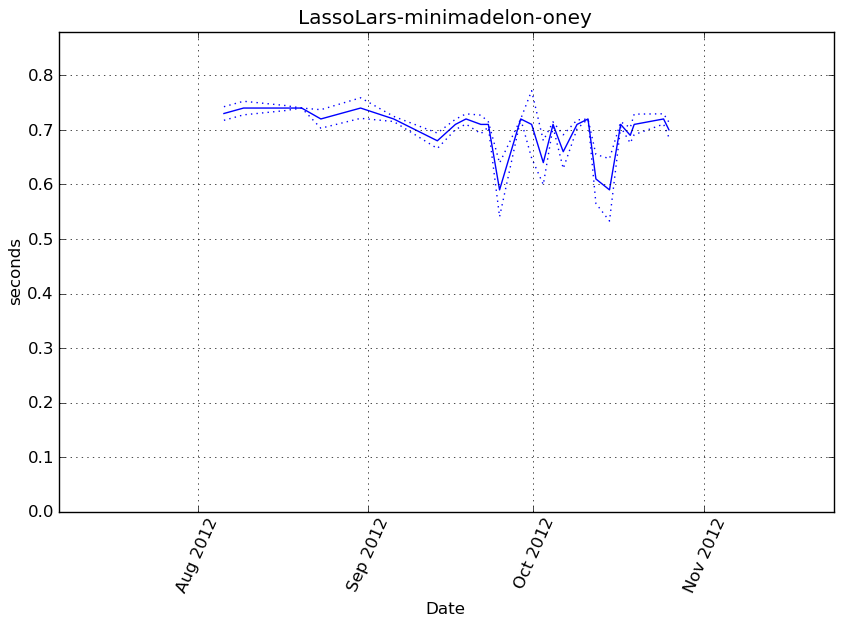 LassoLars-minimadelon-oney
0.8
0.7
0.6
0.5
0.4
0.3
0.2
0.1
0.0
seconds
Aug 2012
Sep 2012
Oct 2012
Nov 2012
Date